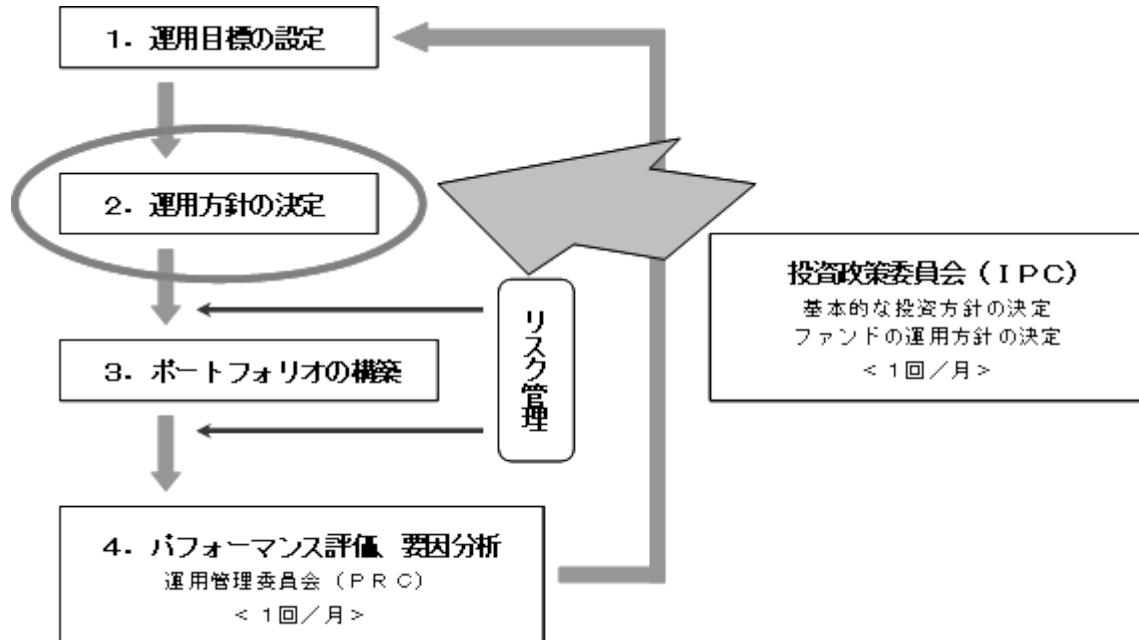 １．運用目標の設定
２．運用方針の決定
投資政策委員会（ＩＰＣ）
基本的な投資方針の決定
ファンドの運用方針の決定
＜１回／月＞
リスク管理
３．ポートフォリオの構築
４．パフォーマンス評価、要因分析
運用管理委員会（ＰＲＣ）
＜１回／月＞